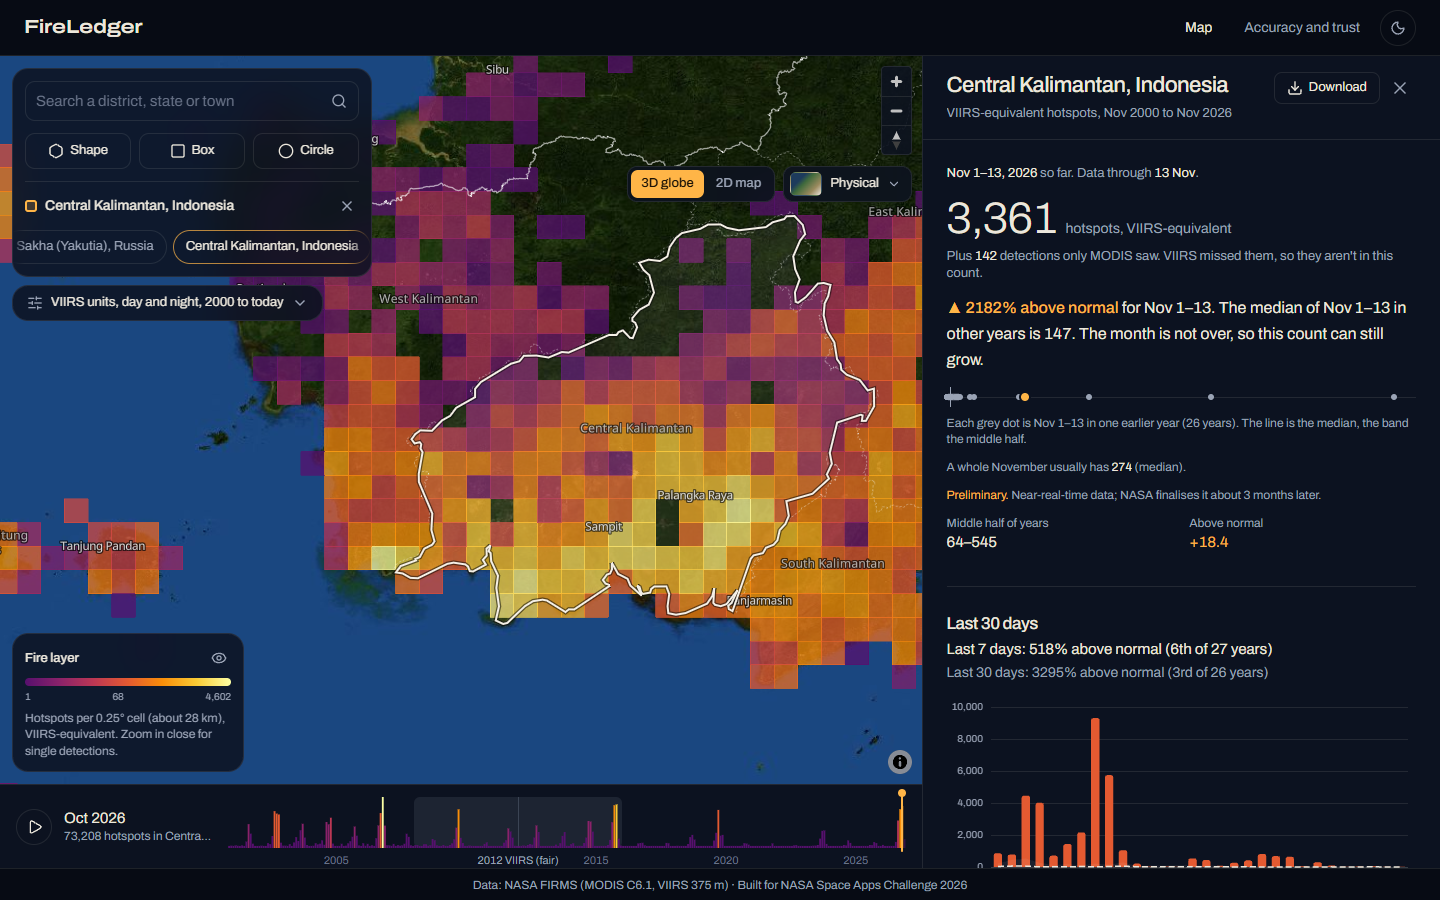 FireLedger
Map
Accuracy and trust
Search a district, state or town
Shape
Box
Circle
Central Kalimantan, Indonesia
Sakha (Yakutia), Russia
Central Kalimantan, Indonesia
VIIRS units, day and night, 2000 to today
Sibu
3D globe
2D map
Physical
East Kalir
West Kalimantan
Central Kalimantan
Palangka Raya
Sampit
South Kalimantan
njarmasin
tung
Tanjung Pandan
Fire layer
1
68
4,602
Hotspots per 0.25° cell (about 28 km),
VIIRS-equivalent. Zoom in close for
single detections.
Oct 2026
73,208 hotspots in Centra...
2005
2012 VIIRS (fair)
2015
2020
2025
Central Kalimantan, Indonesia
VIIRS-equivalent hotspots, Nov 2000 to Nov 2026
Download
Nov 1–13, 2026 so far. Data through 13 Nov.
3,361 hotspots, VIIRS-equivalent
Plus 142 detections only MODIS saw. VIIRS missed them, so they aren't in this
count.
▲ 2182% above normal for Nov 1–13. The median of Nov 1–13 in
other years is 147. The month is not over, so this count can still
grow.
Each grey dot is Nov 1–13 in one earlier year (26 years). The line is the median, the band
the middle half.
A whole November usually has 274 (median).
Preliminary. Near-real-time data; NASA finalises it about 3 months later.
Middle half of years
64–545
Above normal
+18.4
Last 30 days
Last 7 days: 518% above normal (6th of 27 years)
Last 30 days: 3295% above normal (3rd of 26 years)
10,000
8,000
6,000
4,000
2,000
0
Data: NASA FIRMS (MODIS C6.1, VIIRS 375 m) · Built for NASA Space Apps Challenge 2026